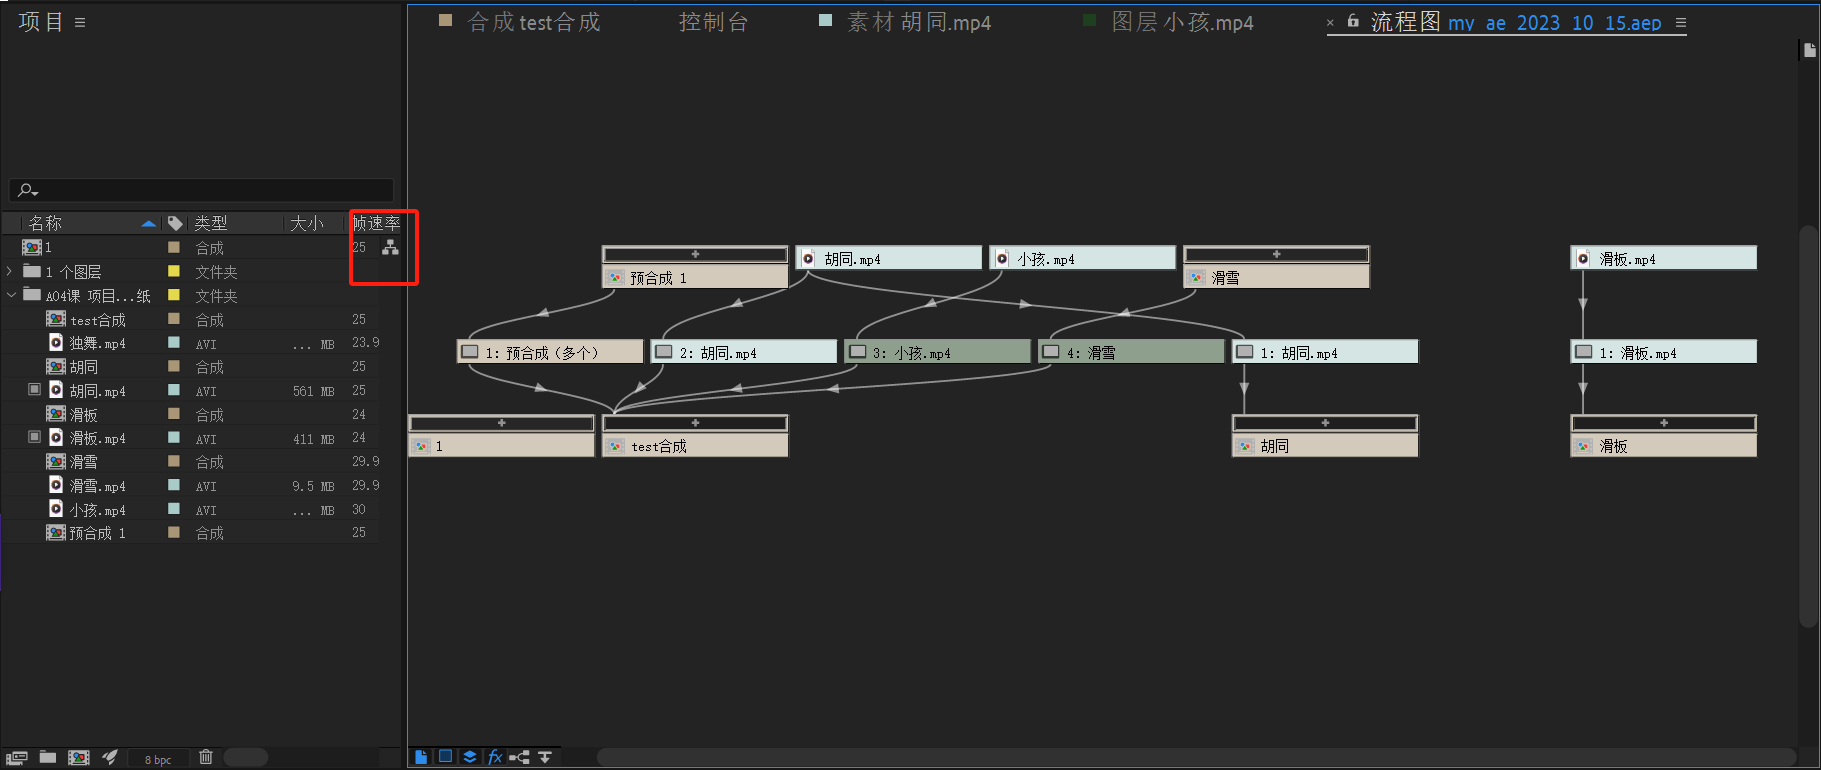 项目
合成 test合成
控制台
素材 胡同.mp4
图层 小孩.mp4
× 流程图 my_ae_2023_10_15.aep
名称 类型 大小 帧速率
1 合成 25
1 个图层 文件夹
A04课 项目...纸 文件夹
test合成 合成 25
独舞.mp4 AVI ... MB 23.9
胡同 合成 25
胡同.mp4 AVI 561 MB 25
滑板 合成 24
滑板.mp4 AVI 411 MB 24
滑雪 合成 29.9
滑雪.mp4 AVI 9.5 MB 29.9
小孩.mp4 AVI ... MB 30
预合成 1 合成 25
8 bpc
预合成 1
胡同.mp4
小孩.mp4
滑雪
滑板.mp4
1: 预合成（多个）
2: 胡同.mp4
3: 小孩.mp4
4: 滑雪
1: 胡同.mp4
1: 滑板.mp4
1
test合成
胡同
滑板
fx